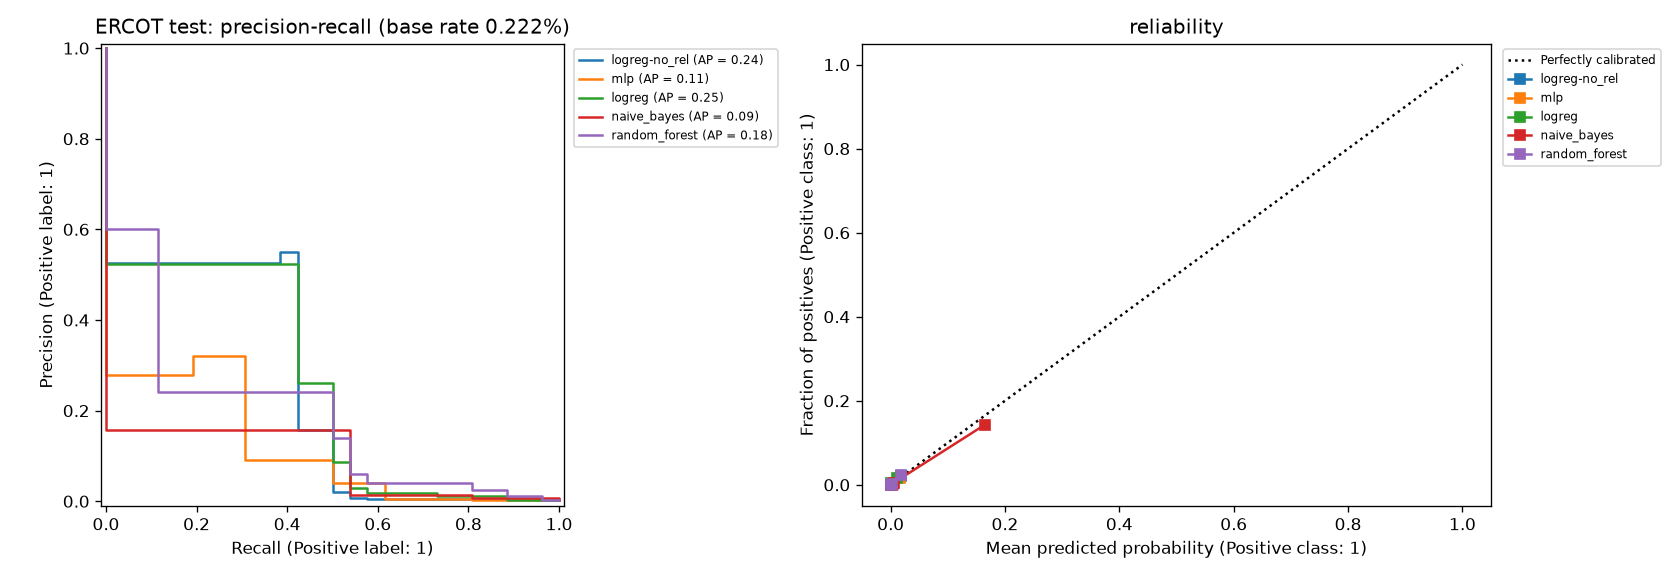 ERCOT test: precision-recall (base rate 0.222%)
Precision (Positive label: 1)
1.0
0.8
0.6
0.4
0.2
0.0
0.0 0.2 0.4 0.6 0.8 1.0
Recall (Positive label: 1)
logreg-no_rel (AP = 0.24)
mlp (AP = 0.11)
logreg (AP = 0.25)
naive_bayes (AP = 0.09)
random_forest (AP = 0.18)
reliability
Fraction of positives (Positive class: 1)
1.0
0.8
0.6
0.4
0.2
0.0
0.0 0.2 0.4 0.6 0.8 1.0
Mean predicted probability (Positive class: 1)
Perfectly calibrated
logreg-no_rel
mlp
logreg
naive_bayes
random_forest